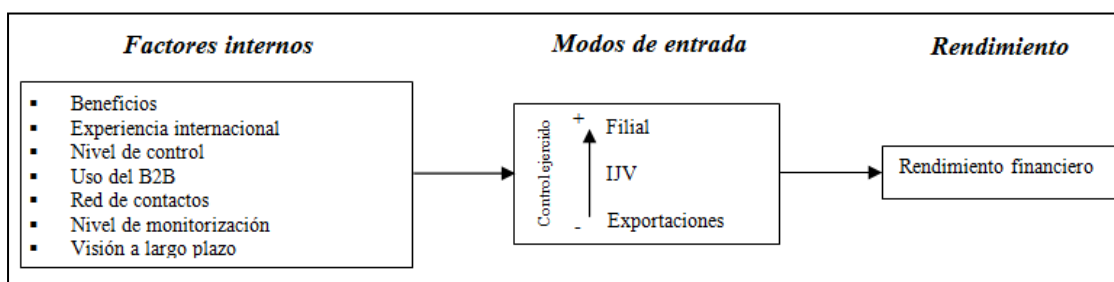 Factores internos
Modos de entrada
Rendimiento
▪ Beneficios
▪ Experiencia internacional
▪ Nivel de control
▪ Uso del B2B
▪ Red de contactos
▪ Nivel de monitorización
▪ Visión a largo plazo
Control ejercido
+
-
Filial
IJV
Exportaciones
Rendimiento financiero